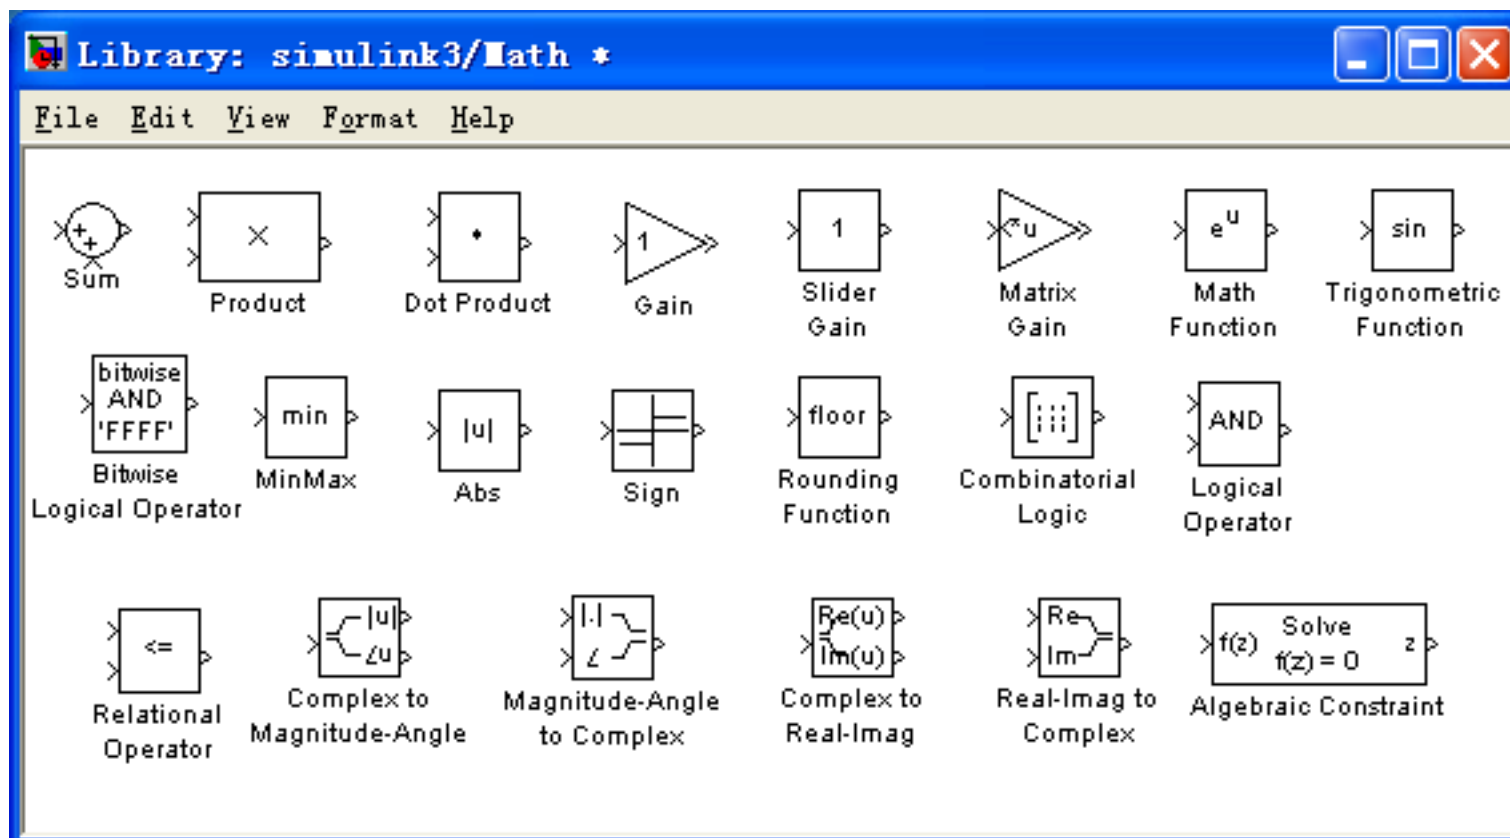 Library: simulink3/Math *
File Edit View Format Help
+
+
Sum
×
Product
•
Dot Product
1
Gain
1
Slider
Gain
u
Matrix
Gain
e^u
Math
Function
sin
Trigonometric
Function
bitwise
AND
'FFFF'
Bitwise
Logical Operator
min
MinMax
|u|
Abs
Sign
floor
Rounding
Function
Combinatorial
Logic
AND
Logical
Operator
<=
Relational
Operator
|u|
∠u
Complex to
Magnitude-Angle
|.|
∠
Magnitude-Angle
to Complex
Re(u)
Im(u)
Complex to
Real-Imag
Re
Im
Real-Imag to
Complex
f(z) Solve z
f(z) = 0
Algebraic Constraint